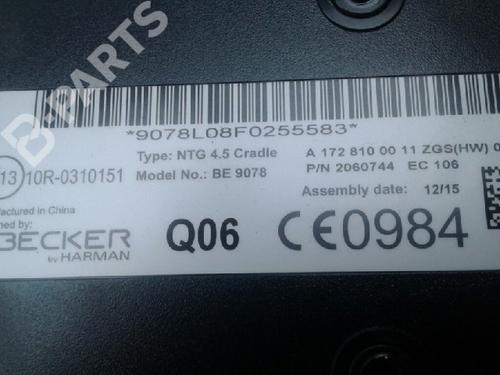 B-PARTS
*9078L08F0255583*
Type: NTG 4.5 Cradle A 172 810 00 11 ZGS(HW) 0
13 10R-0310151 Model No.: BE 9078 P/N 2060744 EC 106
Assembly date: 12/15
nufactured in China
ned by:
BECKER Q06 CE0984
by HARMAN